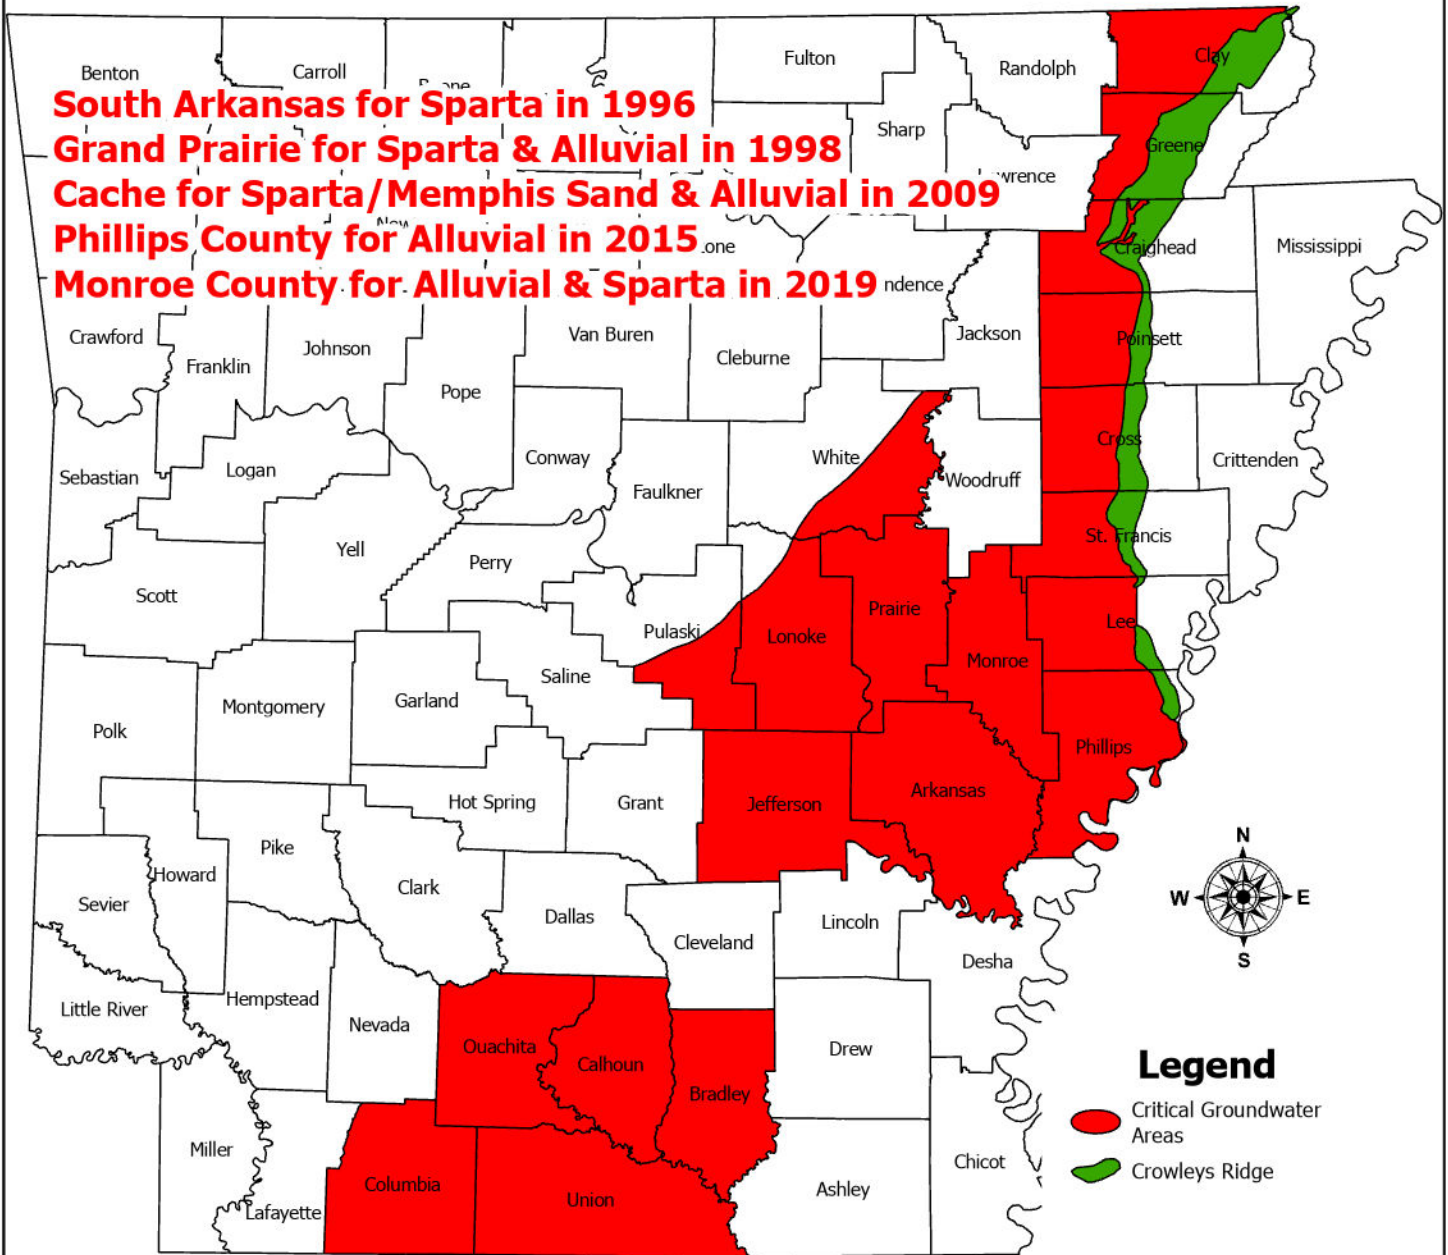 Benton
Carroll
Fulton
Randolph
Clay
South Arkansas for Sparta in 1996
Sharp
Grand Prairie for Sparta & Alluvial in 1998
Greene
wrence
Cache for Sparta/Memphis Sand & Alluvial in 2009
Phillips County for Alluvial in 2015
one
Craighead
Mississippi
Monroe County for Alluvial & Sparta in 2019
ndence
Crawford
Franklin
Johnson
Pope
Van Buren
Cleburne
Jackson
Poinsett
Sebastian
Logan
Conway
Faulkner
White
Woodruff
Cross
Crittenden
Scott
Yell
Perry
St. Francis
Pulaski
Lonoke
Prairie
Lee
Polk
Montgomery
Garland
Saline
Monroe
Phillips
Pike
Hot Spring
Grant
Jefferson
Arkansas
Sevier
Howard
Clark
Dallas
Cleveland
Lincoln
Desha
N
W
E
S
Little River
Hempstead
Nevada
Ouachita
Calhoun
Bradley
Drew
Miller
Lafayette
Columbia
Union
Ashley
Chicot
Legend
Critical Groundwater
Areas
Crowleys Ridge